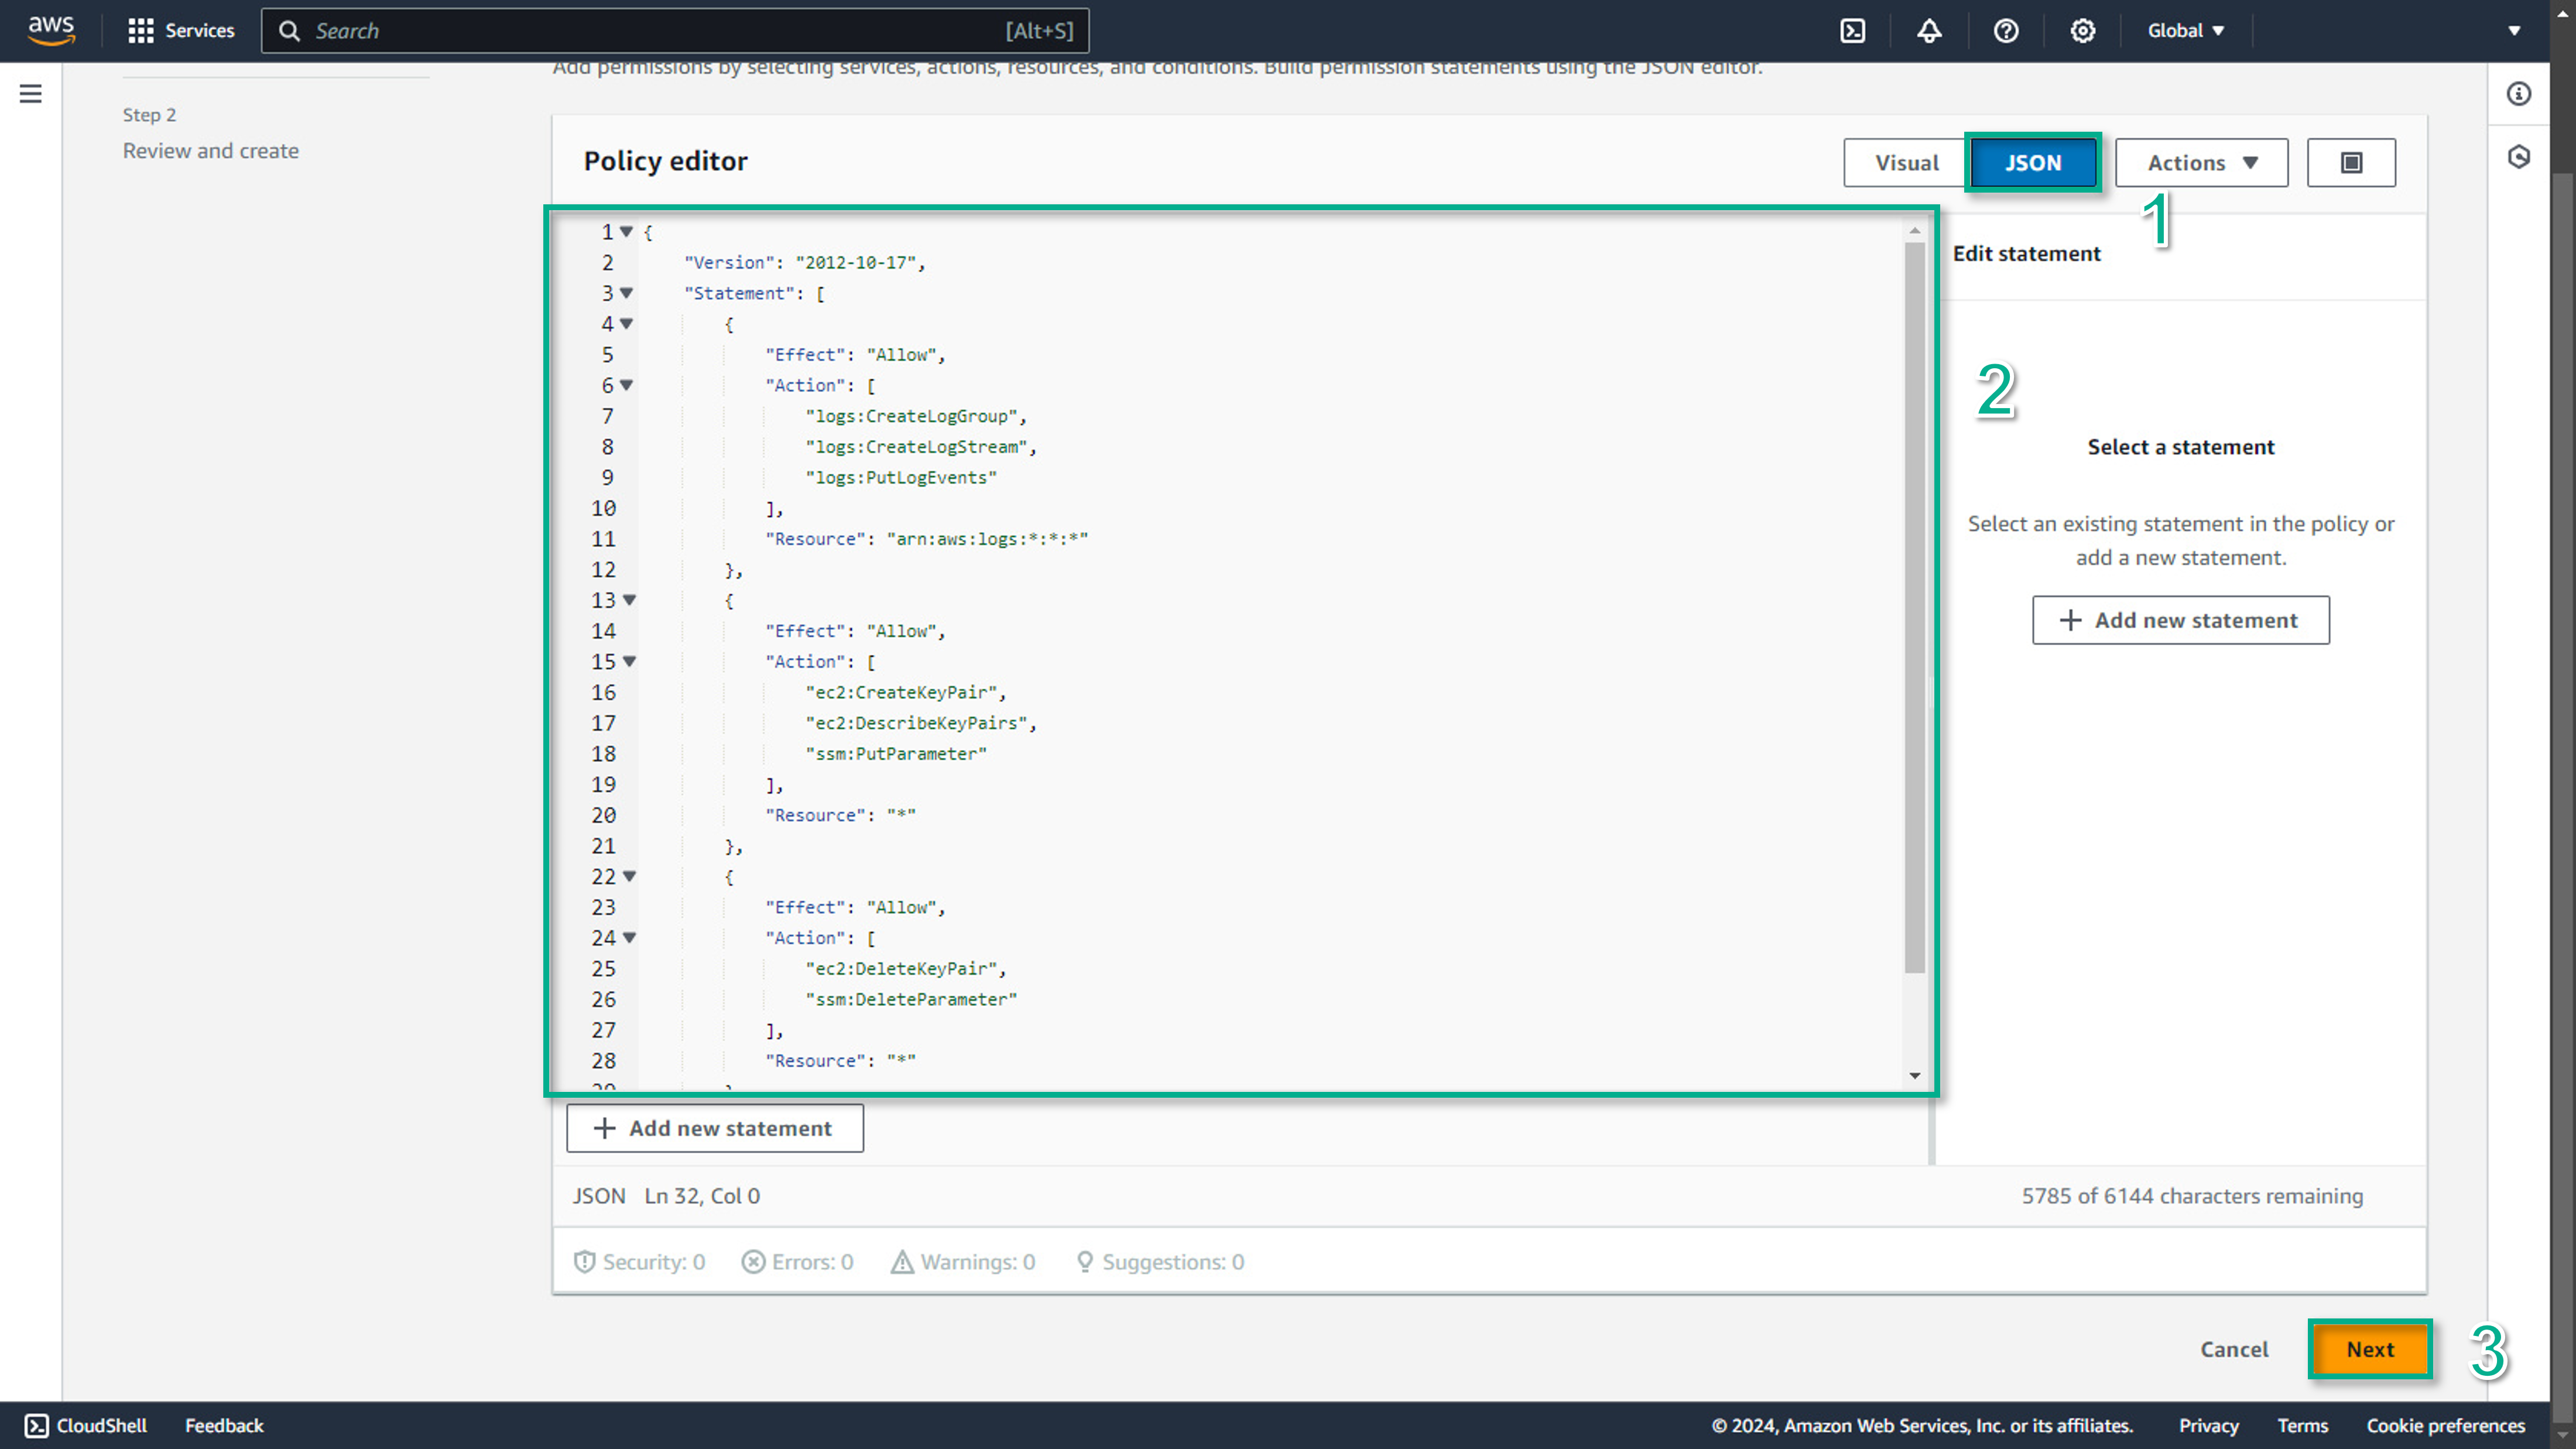 aws
Services
Search
[Alt+S]
Global
Add permissions by selecting services, actions, resources, and conditions. Build permission statements using the JSON editor.
Step 2
Review and create
Policy editor
Visual
JSON
Actions
1
1 {
2 "Version": "2012-10-17",
3 "Statement": [
4 {
5 "Effect": "Allow",
6 "Action": [
7 "logs:CreateLogGroup",
8 "logs:CreateLogStream",
9 "logs:PutLogEvents"
10 ],
11 "Resource": "arn:aws:logs:*:*:*"
12 },
13 {
14 "Effect": "Allow",
15 "Action": [
16 "ec2:CreateKeyPair",
17 "ec2:DescribeKeyPairs",
18 "ssm:PutParameter"
19 ],
20 "Resource": "*"
21 },
22 {
23 "Effect": "Allow",
24 "Action": [
25 "ec2:DeleteKeyPair",
26 "ssm:DeleteParameter"
27 ],
28 "Resource": "*"
29 }
Edit statement
2
Select a statement
Select an existing statement in the policy or
add a new statement.
+ Add new statement
+ Add new statement
JSON Ln 32, Col 0
5785 of 6144 characters remaining
Security: 0
Errors: 0
Warnings: 0
Suggestions: 0
Cancel
Next
3
CloudShell
Feedback
© 2024, Amazon Web Services, Inc. or its affiliates.
Privacy
Terms
Cookie preferences